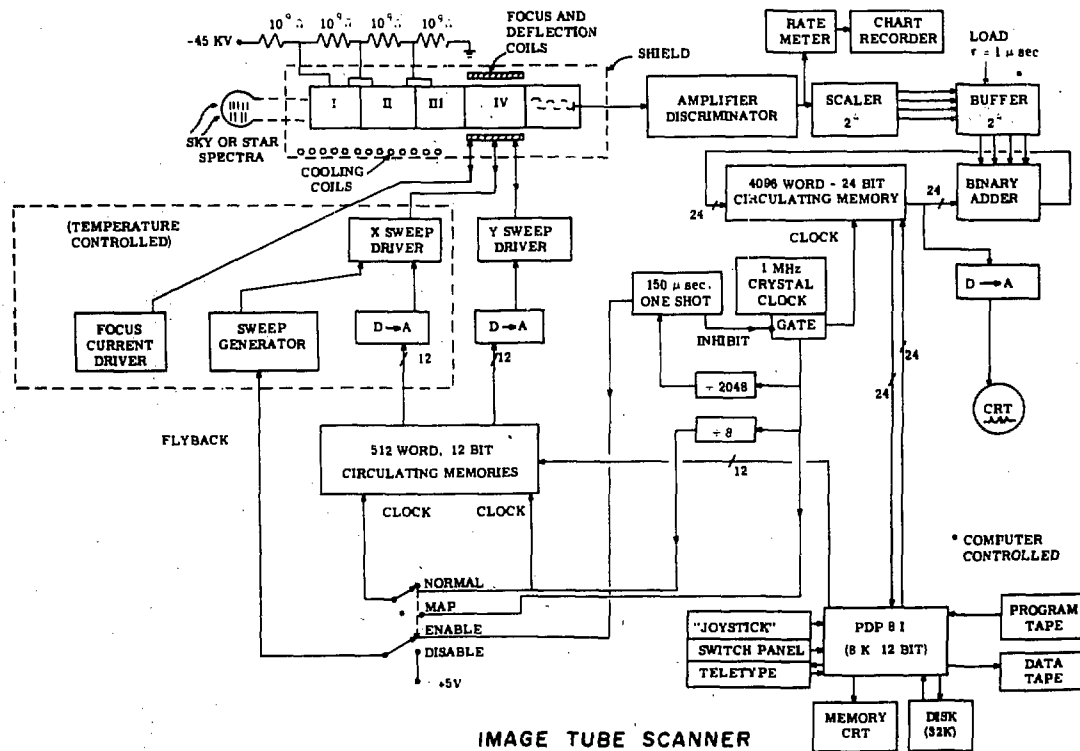 10⁹Ω 10⁹Ω 10⁹Ω 10⁹Ω
-45 KV
FOCUS AND
DEFLECTION
COILS
SHIELD
I II III IV
SKY OR STAR
SPECTRA
COOLING
COILS
AMPLIFIER
DISCRIMINATOR
RATE
METER
CHART
RECORDER
SCALER
2⁴
LOAD
τ = 1 μ sec
BUFFER
2⁴
4096 WORD - 24 BIT
CIRCULATING MEMORY
24
24
BINARY
ADDER
CLOCK
D → A
CRT
(TEMPERATURE
CONTROLLED)
X SWEEP
DRIVER
Y SWEEP
DRIVER
150 μ sec.
ONE SHOT
1 MHz
CRYSTAL
CLOCK
GATE
INHIBIT
FOCUS
CURRENT
DRIVER
SWEEP
GENERATOR
D → A
D → A
12
12
÷ 2048
÷ 8
24
24
FLYBACK
512 WORD, 12 BIT
CIRCULATING MEMORIES
12
CLOCK
CLOCK
NORMAL
MAP
ENABLE
DISABLE
+5V
• COMPUTER
CONTROLLED
"JOYSTICK"
SWITCH PANEL
TELETYPE
PDP 8 I
(8 K 12 BIT)
PROGRAM
TAPE
DATA
TAPE
MEMORY
CRT
DISK
(32K)
IMAGE TUBE SCANNER